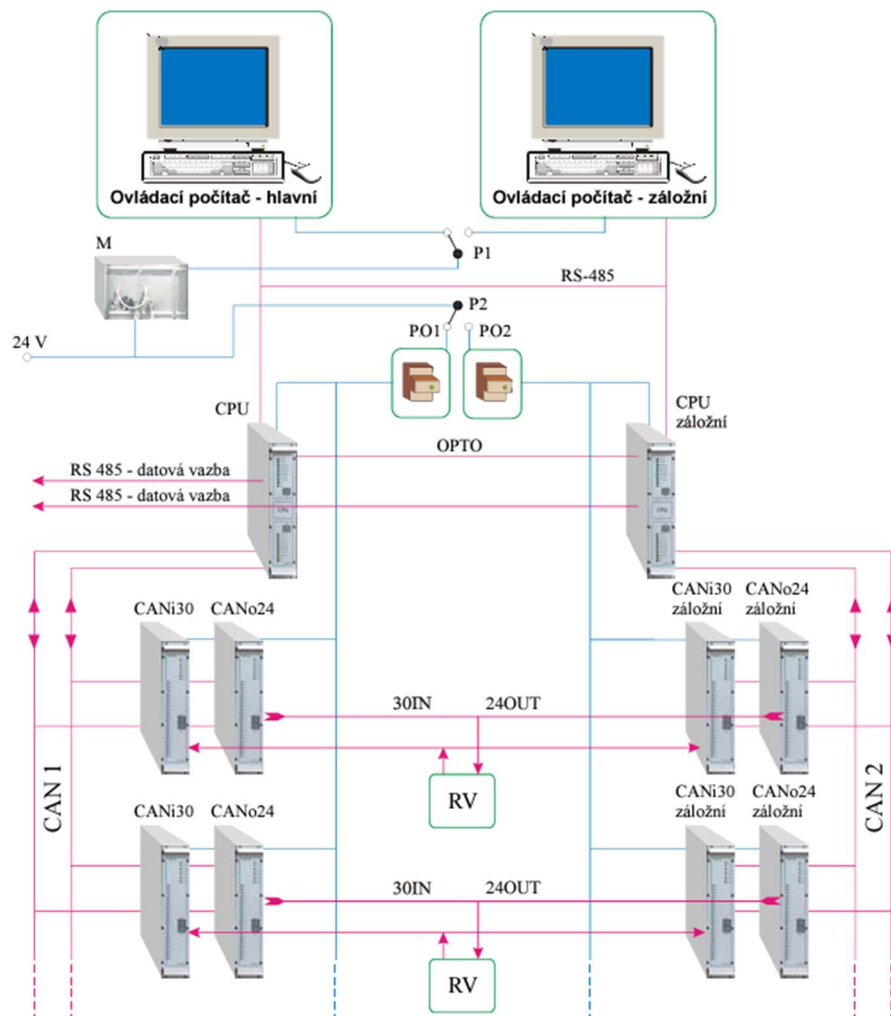 Ovládací počítač - hlavní
Ovládací počítač - záložní
M
P1
RS-485
P2
24 V
PO1
PO2
CPU
CPU
záložní
OPTO
RS 485 - datová vazba
RS 485 - datová vazba
CPU
CPU
CANi30
CANo24
CANi30
záložní
CANo24
záložní
30IN
24OUT
RV
CAN 1
CAN 2
CANi30
CANo24
CANi30
záložní
CANo24
záložní
30IN
24OUT
RV